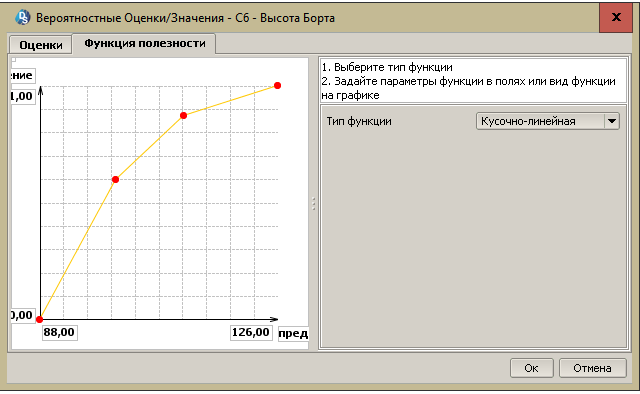 Вероятностные Оценки/Значения - С6 - Высота Борта
x
Оценки
Функция полезности
ение
1,00
0,00
88,00
126,00
пред
1. Выберите тип функции
2. Задайте параметры функции в полях или вид функции
на графике
Тип функции
Кусочно-линейная
Ок
Отмена